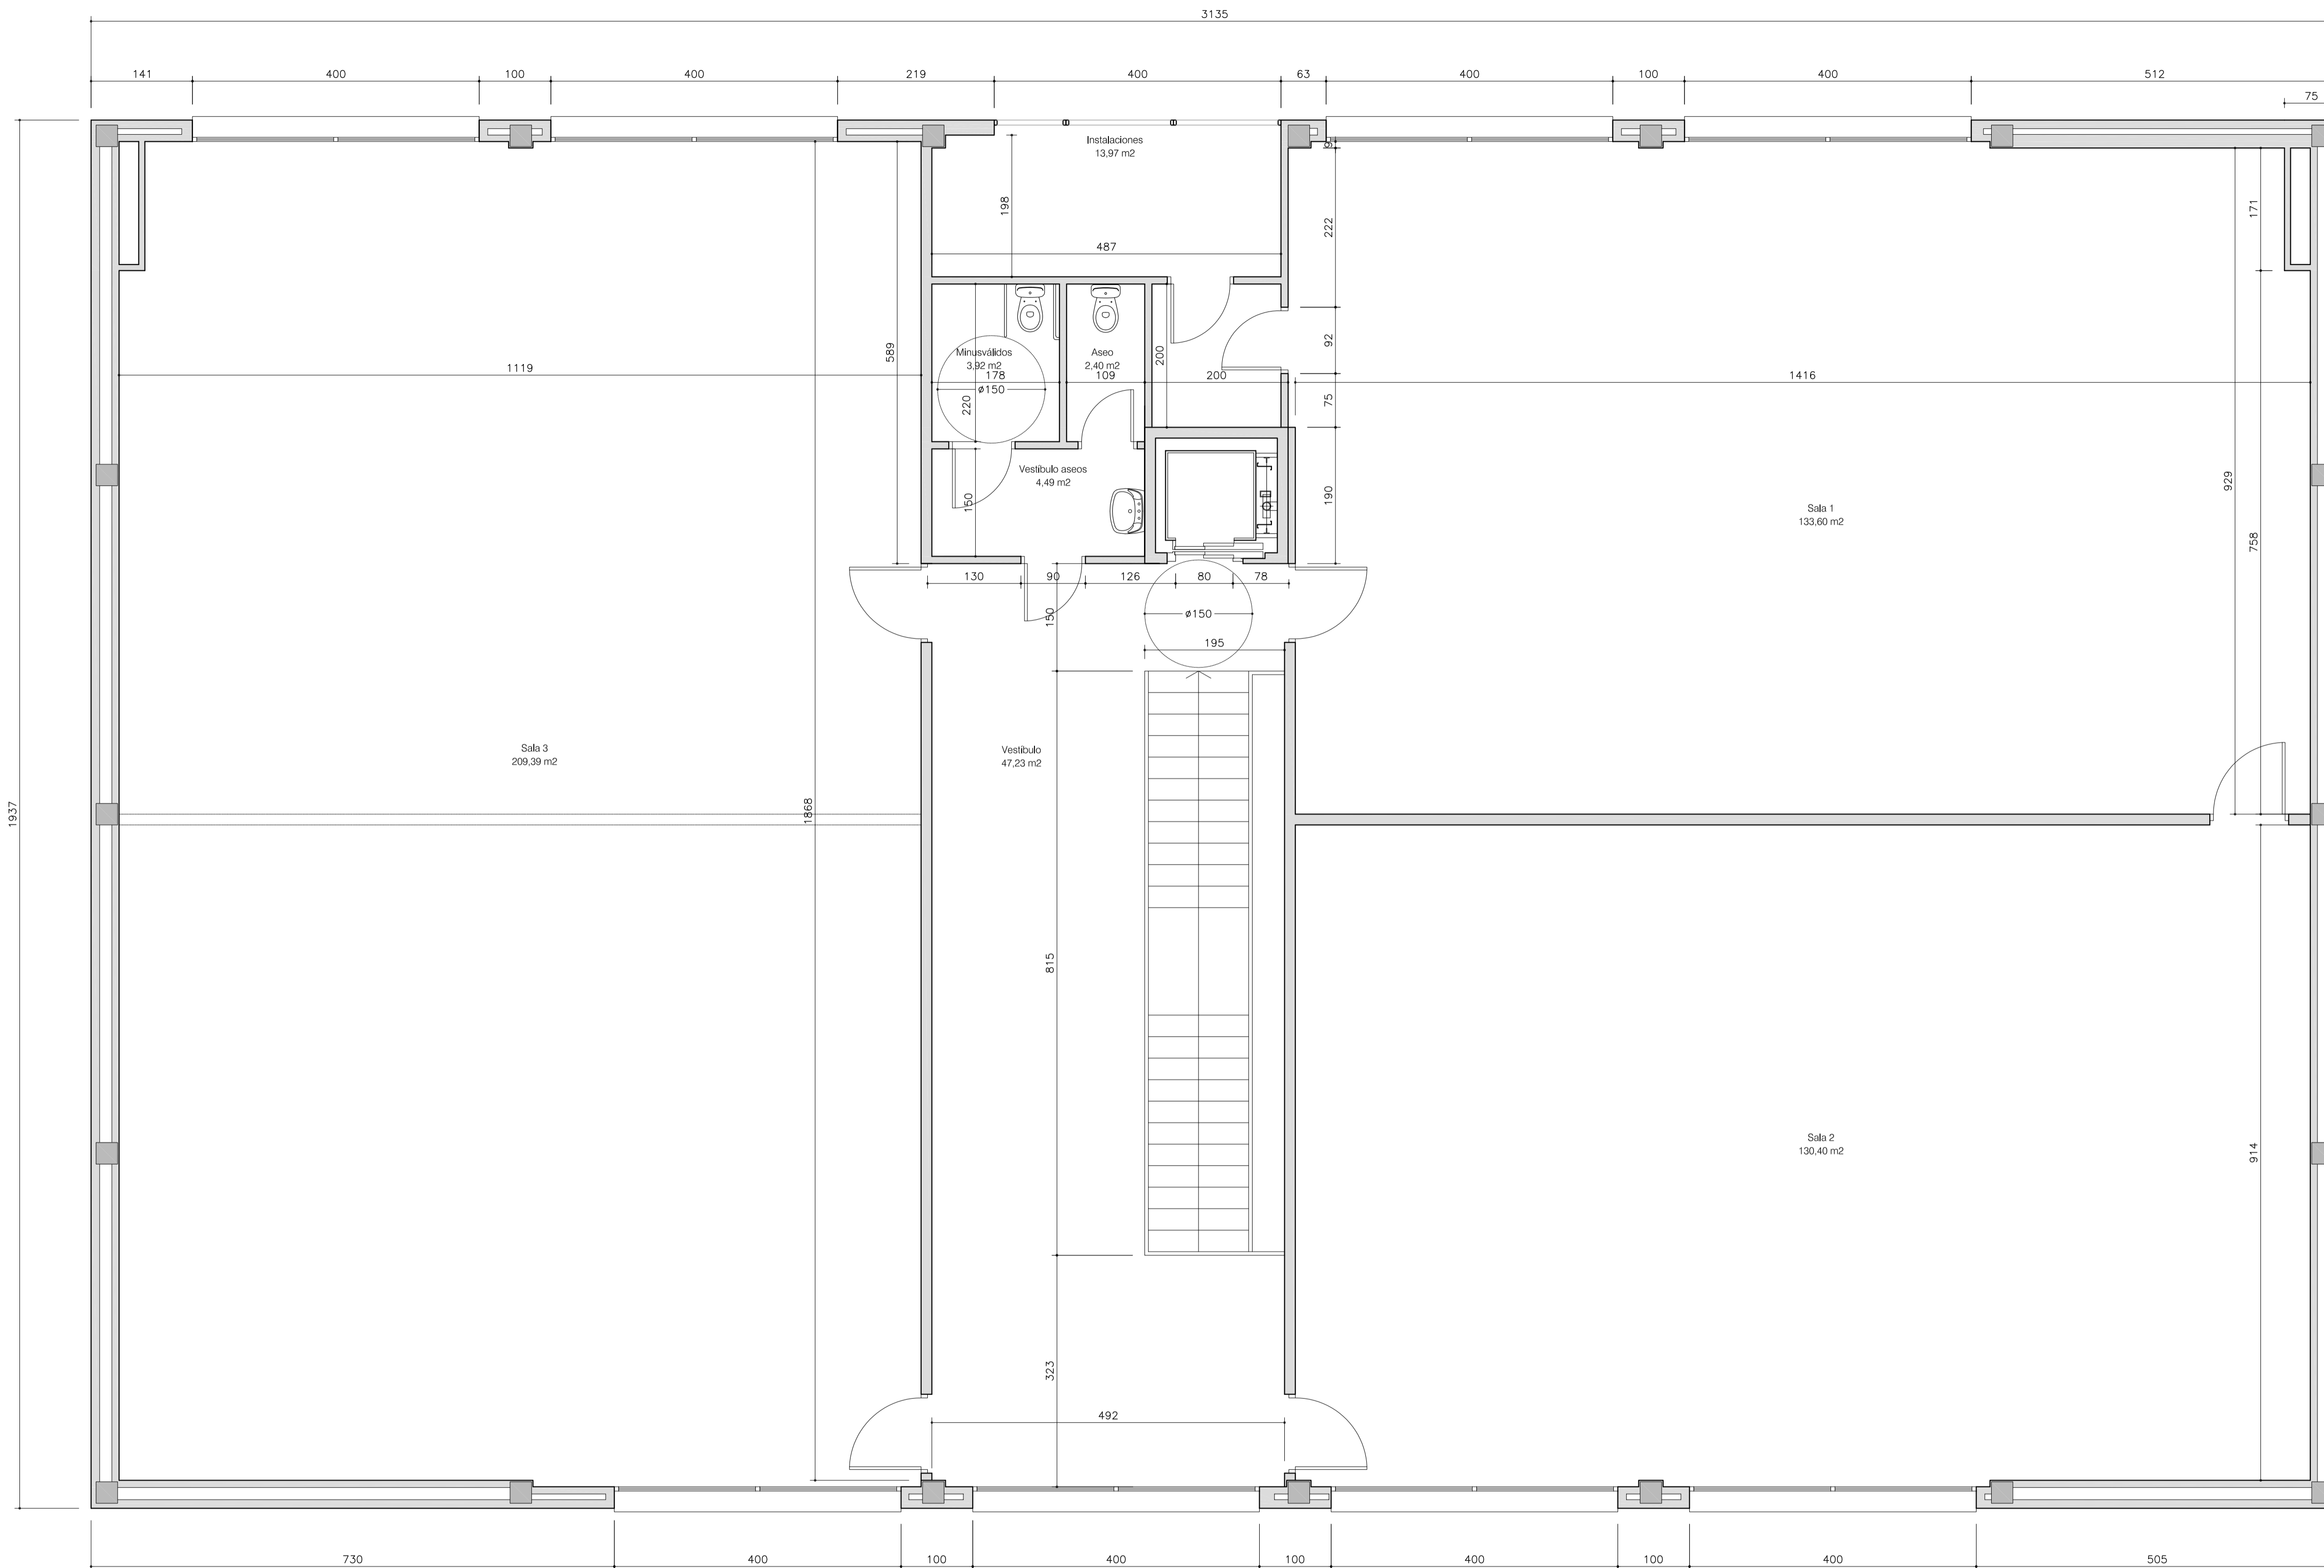 3135
141 400 100 400 219 400 63 400 100 400 512
75
Instalaciones
13,97 m2
198
222
171
487
589
92
200
Minusválidos
3,92 m2
Aseo
2,40 m2
1119
178 109 200
1416
ø150
220
75
Vestíbulo aseos
4,49 m2
150
190
929
Sala 1
133,60 m2
758
130 90 126 80 78
150
ø150
195
Sala 3
209,39 m2
Vestíbulo
47,23 m2
1937
1868
815
Sala 2
130,40 m2
914
323
492
730 400 100 400 100 400 100 400 505